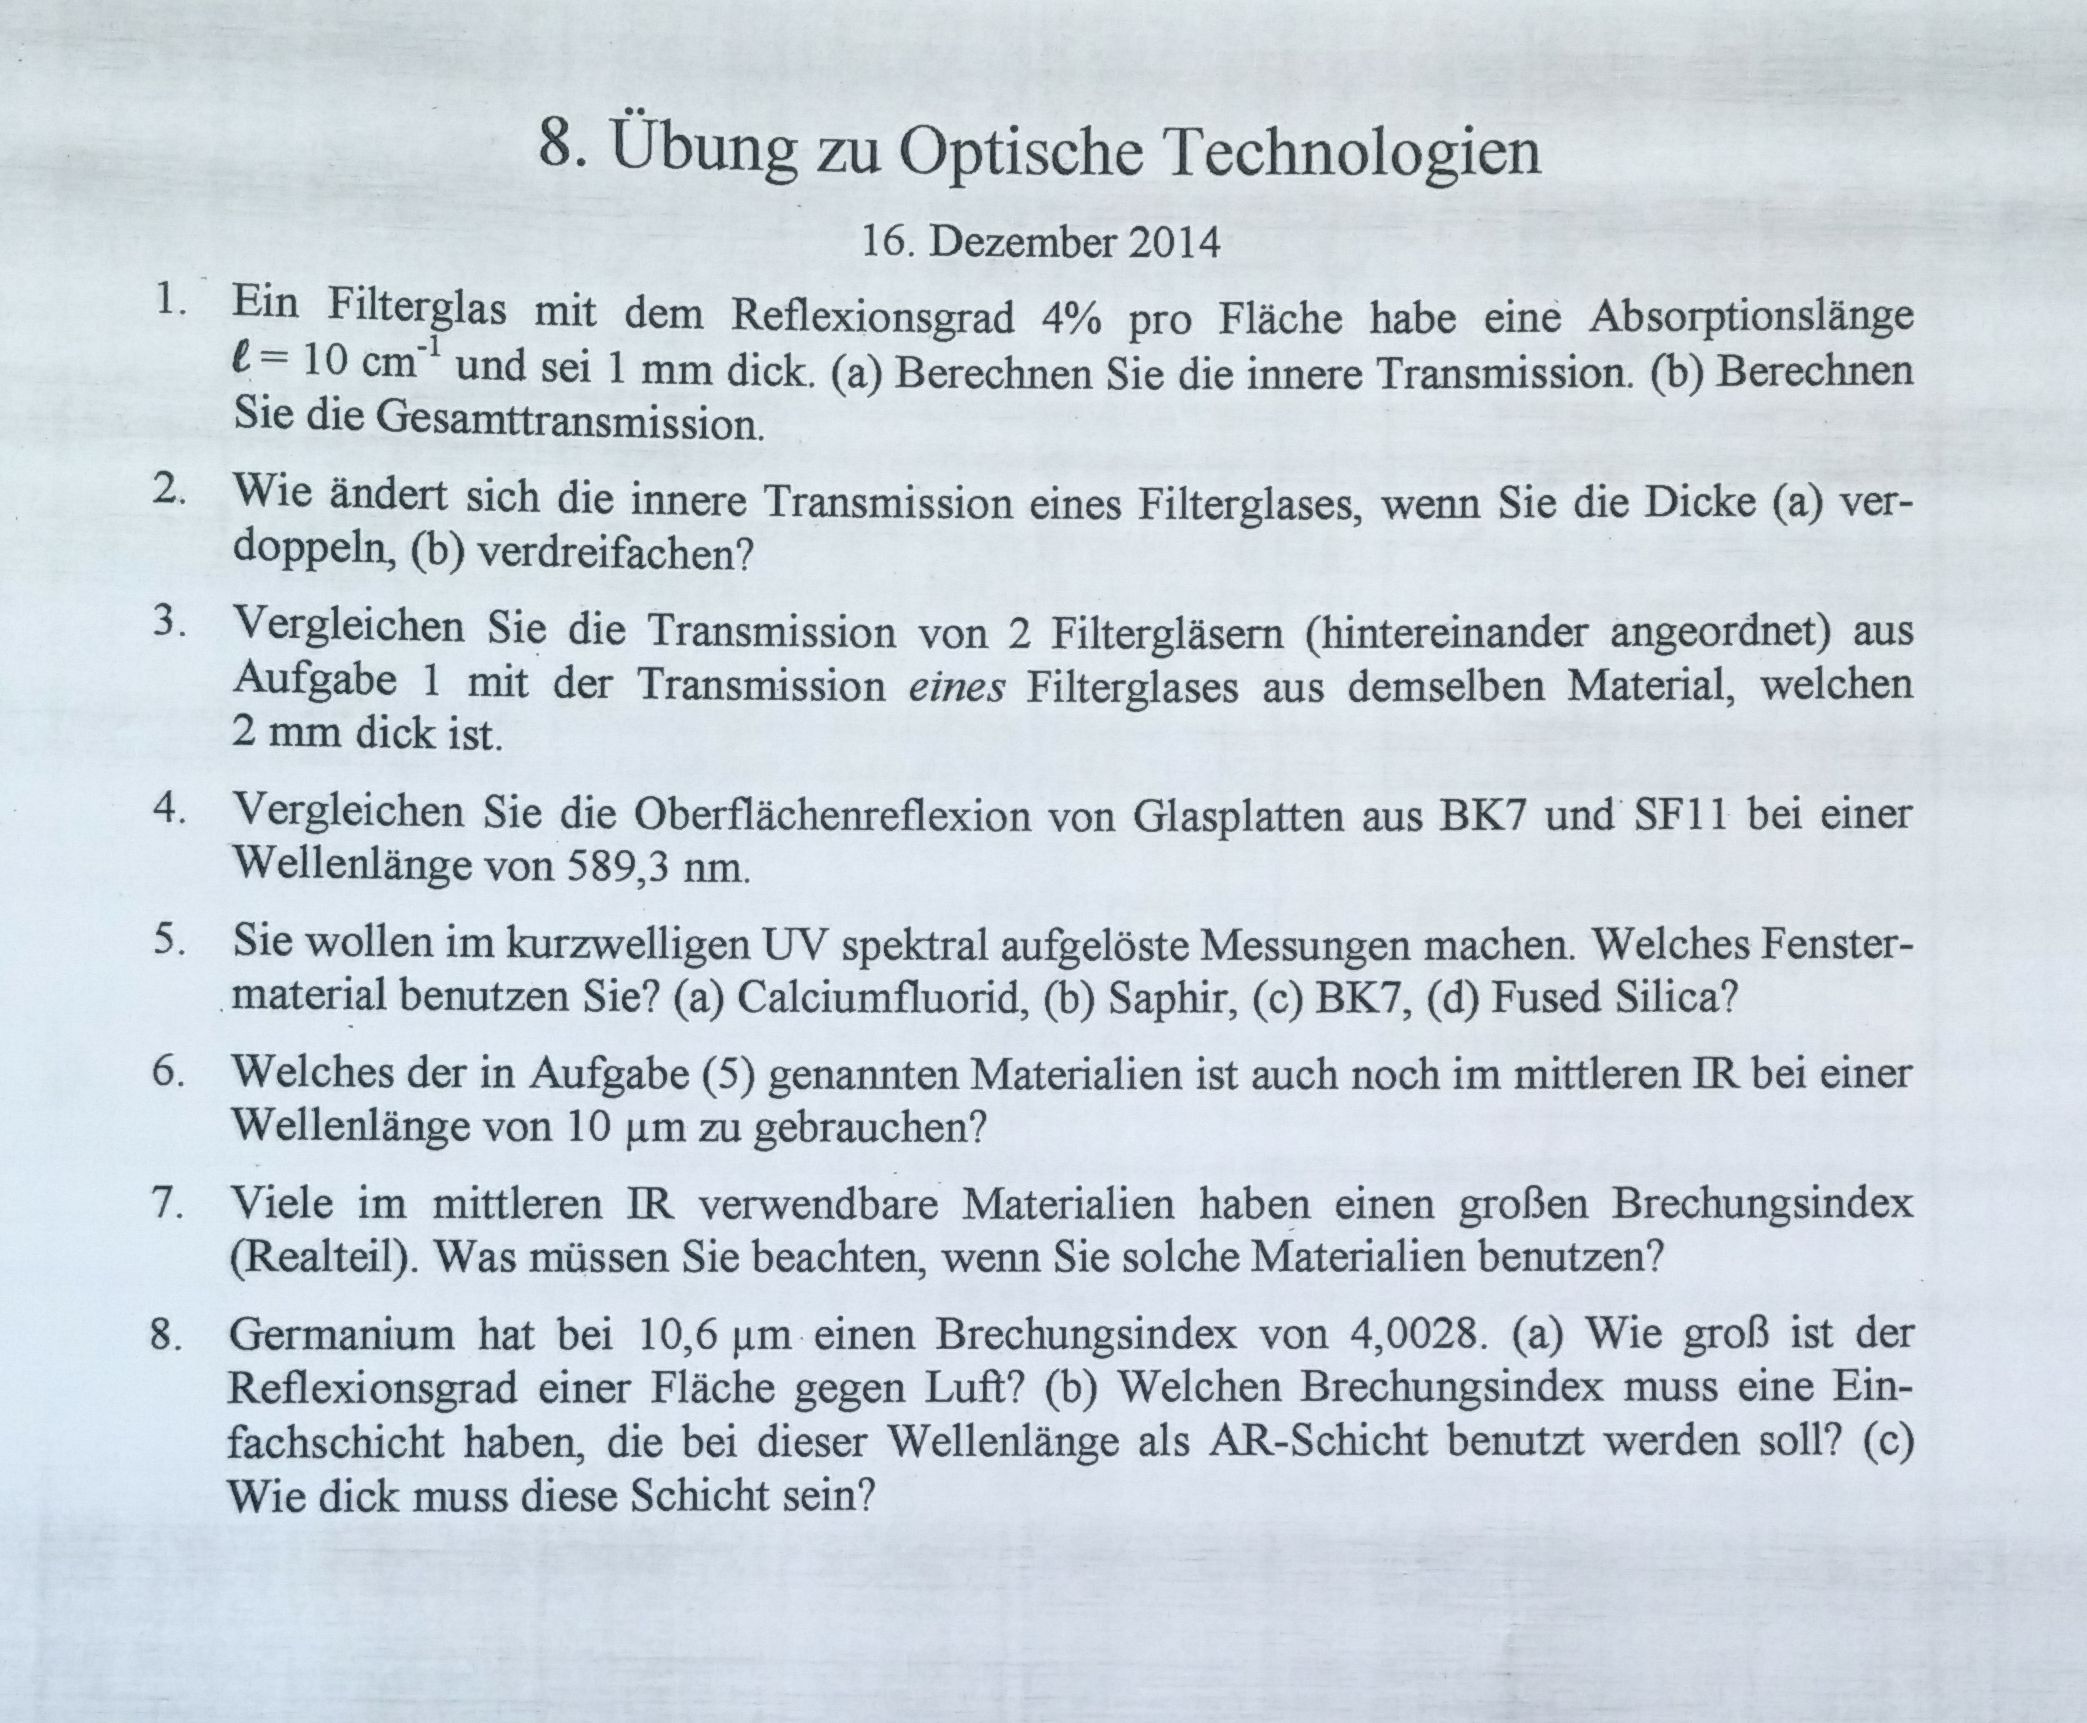 8. Übung zu Optische Technologien
16. Dezember 2014
1. Ein Filterglas mit dem Reflexionsgrad 4% pro Fläche habe eine Absorptionslänge
ℓ = 10 cm⁻¹ und sei 1 mm dick. (a) Berechnen Sie die innere Transmission. (b) Berechnen
Sie die Gesamttransmission.
2. Wie ändert sich die innere Transmission eines Filterglases, wenn Sie die Dicke (a) ver-
doppeln, (b) verdreifachen?
3. Vergleichen Sie die Transmission von 2 Filtergläsern (hintereinander angeordnet) aus
Aufgabe 1 mit der Transmission eines Filterglases aus demselben Material, welchen
2 mm dick ist.
4. Vergleichen Sie die Oberflächenreflexion von Glasplatten aus BK7 und SF11 bei einer
Wellenlänge von 589,3 nm.
5. Sie wollen im kurzwelligen UV spektral aufgelöste Messungen machen. Welches Fenster-
material benutzen Sie? (a) Calciumfluorid, (b) Saphir, (c) BK7, (d) Fused Silica?
6. Welches der in Aufgabe (5) genannten Materialien ist auch noch im mittleren IR bei einer
Wellenlänge von 10 µm zu gebrauchen?
7. Viele im mittleren IR verwendbare Materialien haben einen großen Brechungsindex
(Realteil). Was müssen Sie beachten, wenn Sie solche Materialien benutzen?
8. Germanium hat bei 10,6 µm einen Brechungsindex von 4,0028. (a) Wie groß ist der
Reflexionsgrad einer Fläche gegen Luft? (b) Welchen Brechungsindex muss eine Ein-
fachschicht haben, die bei dieser Wellenlänge als AR-Schicht benutzt werden soll? (c)
Wie dick muss diese Schicht sein?